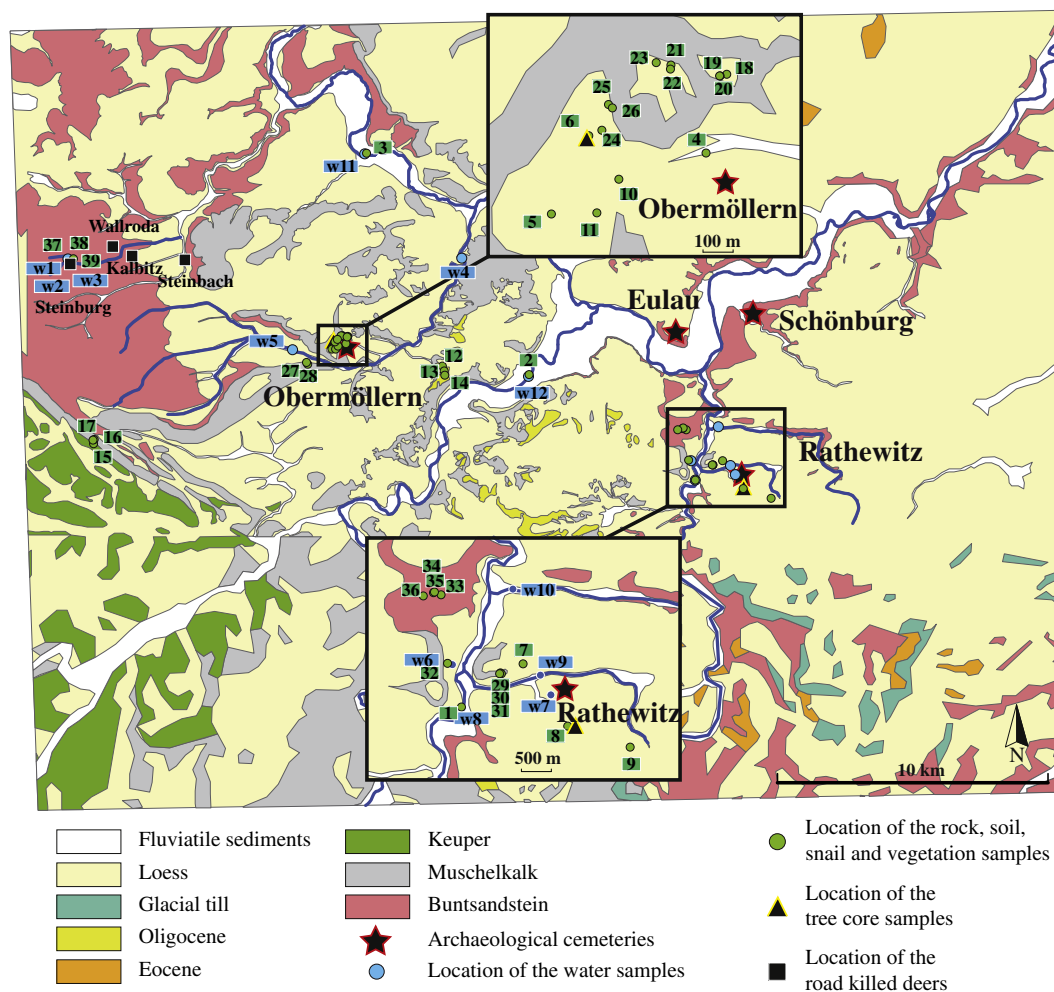 21
23
19
18
22
20
25
26
6
24
4
3
w11
10
Obermöllern
5
11
100 m
Wallroda
37
38
39
w1
Kalbitz
w2
w3
Steinbach
Steinburg
w4
Eulau
Schönburg
w5
12
2
27
28
13
14
w12
Obermöllern
17
16
15
Rathewitz
34
35
33
36
w10
w6
7
w9
32
29
30
1
w8
31
w7
Rathewitz
8
500 m
9
N
10 km
Fluviatile sediments
Loess
Glacial till
Oligocene
Eocene
Keuper
Muschelkalk
Buntsandstein
Archaeological cemeteries
Location of the water samples
Location of the rock, soil,
snail and vegetation samples
Location of the
tree core samples
Location of the
road killed deers